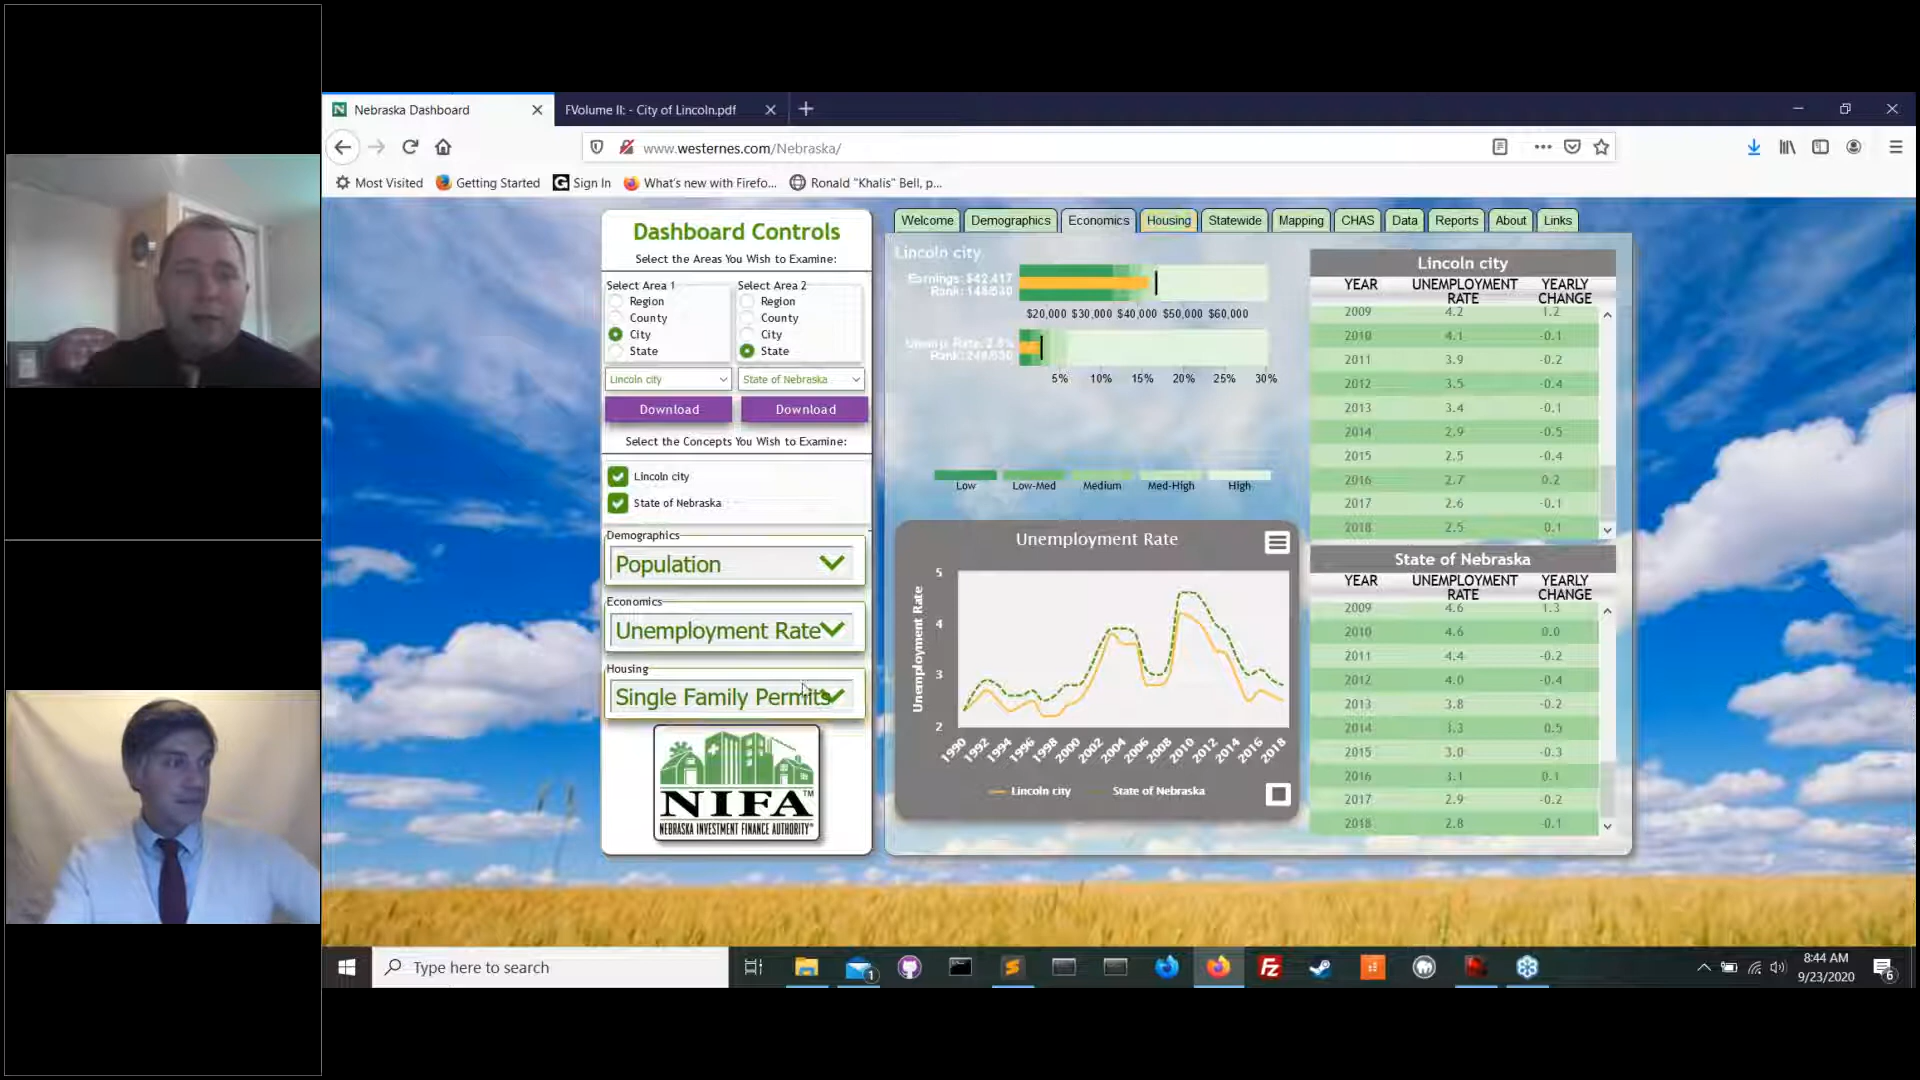 Nebraska Dashboard
FVolume II: - City of Lincoln.pdf
www.westernes.com/Nebraska/
Most Visited
Getting Started
Sign In
What's new with Firefo...
Ronald "Khalis" Bell, p...
Dashboard Controls
Select the Areas You Wish to Examine:
Select Area 1
Region
County
City
State
Select Area 2
Region
County
City
State
Lincoln city
State of Nebraska
Download
Download
Select the Concepts You Wish to Examine:
Lincoln city
State of Nebraska
Demographics
Population
Economics
Unemployment Rate
Housing
Single Family Permits
NIFA™
NEBRASKA INVESTMENT FINANCE AUTHORITY
Welcome
Demographics
Economics
Housing
Statewide
Mapping
CHAS
Data
Reports
About
Links
Lincoln city
Earnings: $42,417
Rank: 148/530
$20,000 $30,000 $40,000 $50,000 $60,000
Rank:
5% 10% 15% 20% 25% 30%
Low Low-Med Medium Med-High High
Unemployment Rate
Unemployment Rate
5
4
3
2
1990 1992 1994 1996 1998 2000 2002 2004 2006 2008 2010 2012 2014 2016 2018
Lincoln city State of Nebraska
Lincoln city
YEAR UNEMPLOYMENT RATE YEARLY CHANGE
2009 4.2 1.2
2010 4.1 -0.1
2011 3.9 -0.2
2012 3.5 -0.4
2013 3.4 -0.1
2014 2.9 -0.5
2015 2.5 -0.4
2016 2.7 0.2
2017 2.6 -0.1
2018 2.5 0.1
State of Nebraska
YEAR UNEMPLOYMENT RATE YEARLY CHANGE
2009 4.6 1.3
2010 4.6 0.0
2011 4.4 -0.2
2012 4.0 -0.4
2013 3.8 -0.2
2014 3.3 0.5
2015 3.0 -0.3
2016 3.1 0.1
2017 2.9 -0.2
2018 2.8 -0.1
Type here to search
1
8:44 AM
9/23/2020
6